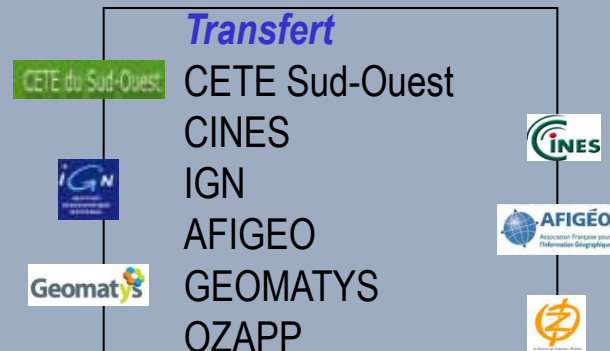 Transfert
CETE du Sud-Ouest
CETE Sud-Ouest
CINES
CINES
IGN
IGN
AFIGEO
AFIGÉO
Association Française pour
l'Information Géographique
Geomatys
GEOMATYS
OZAPP